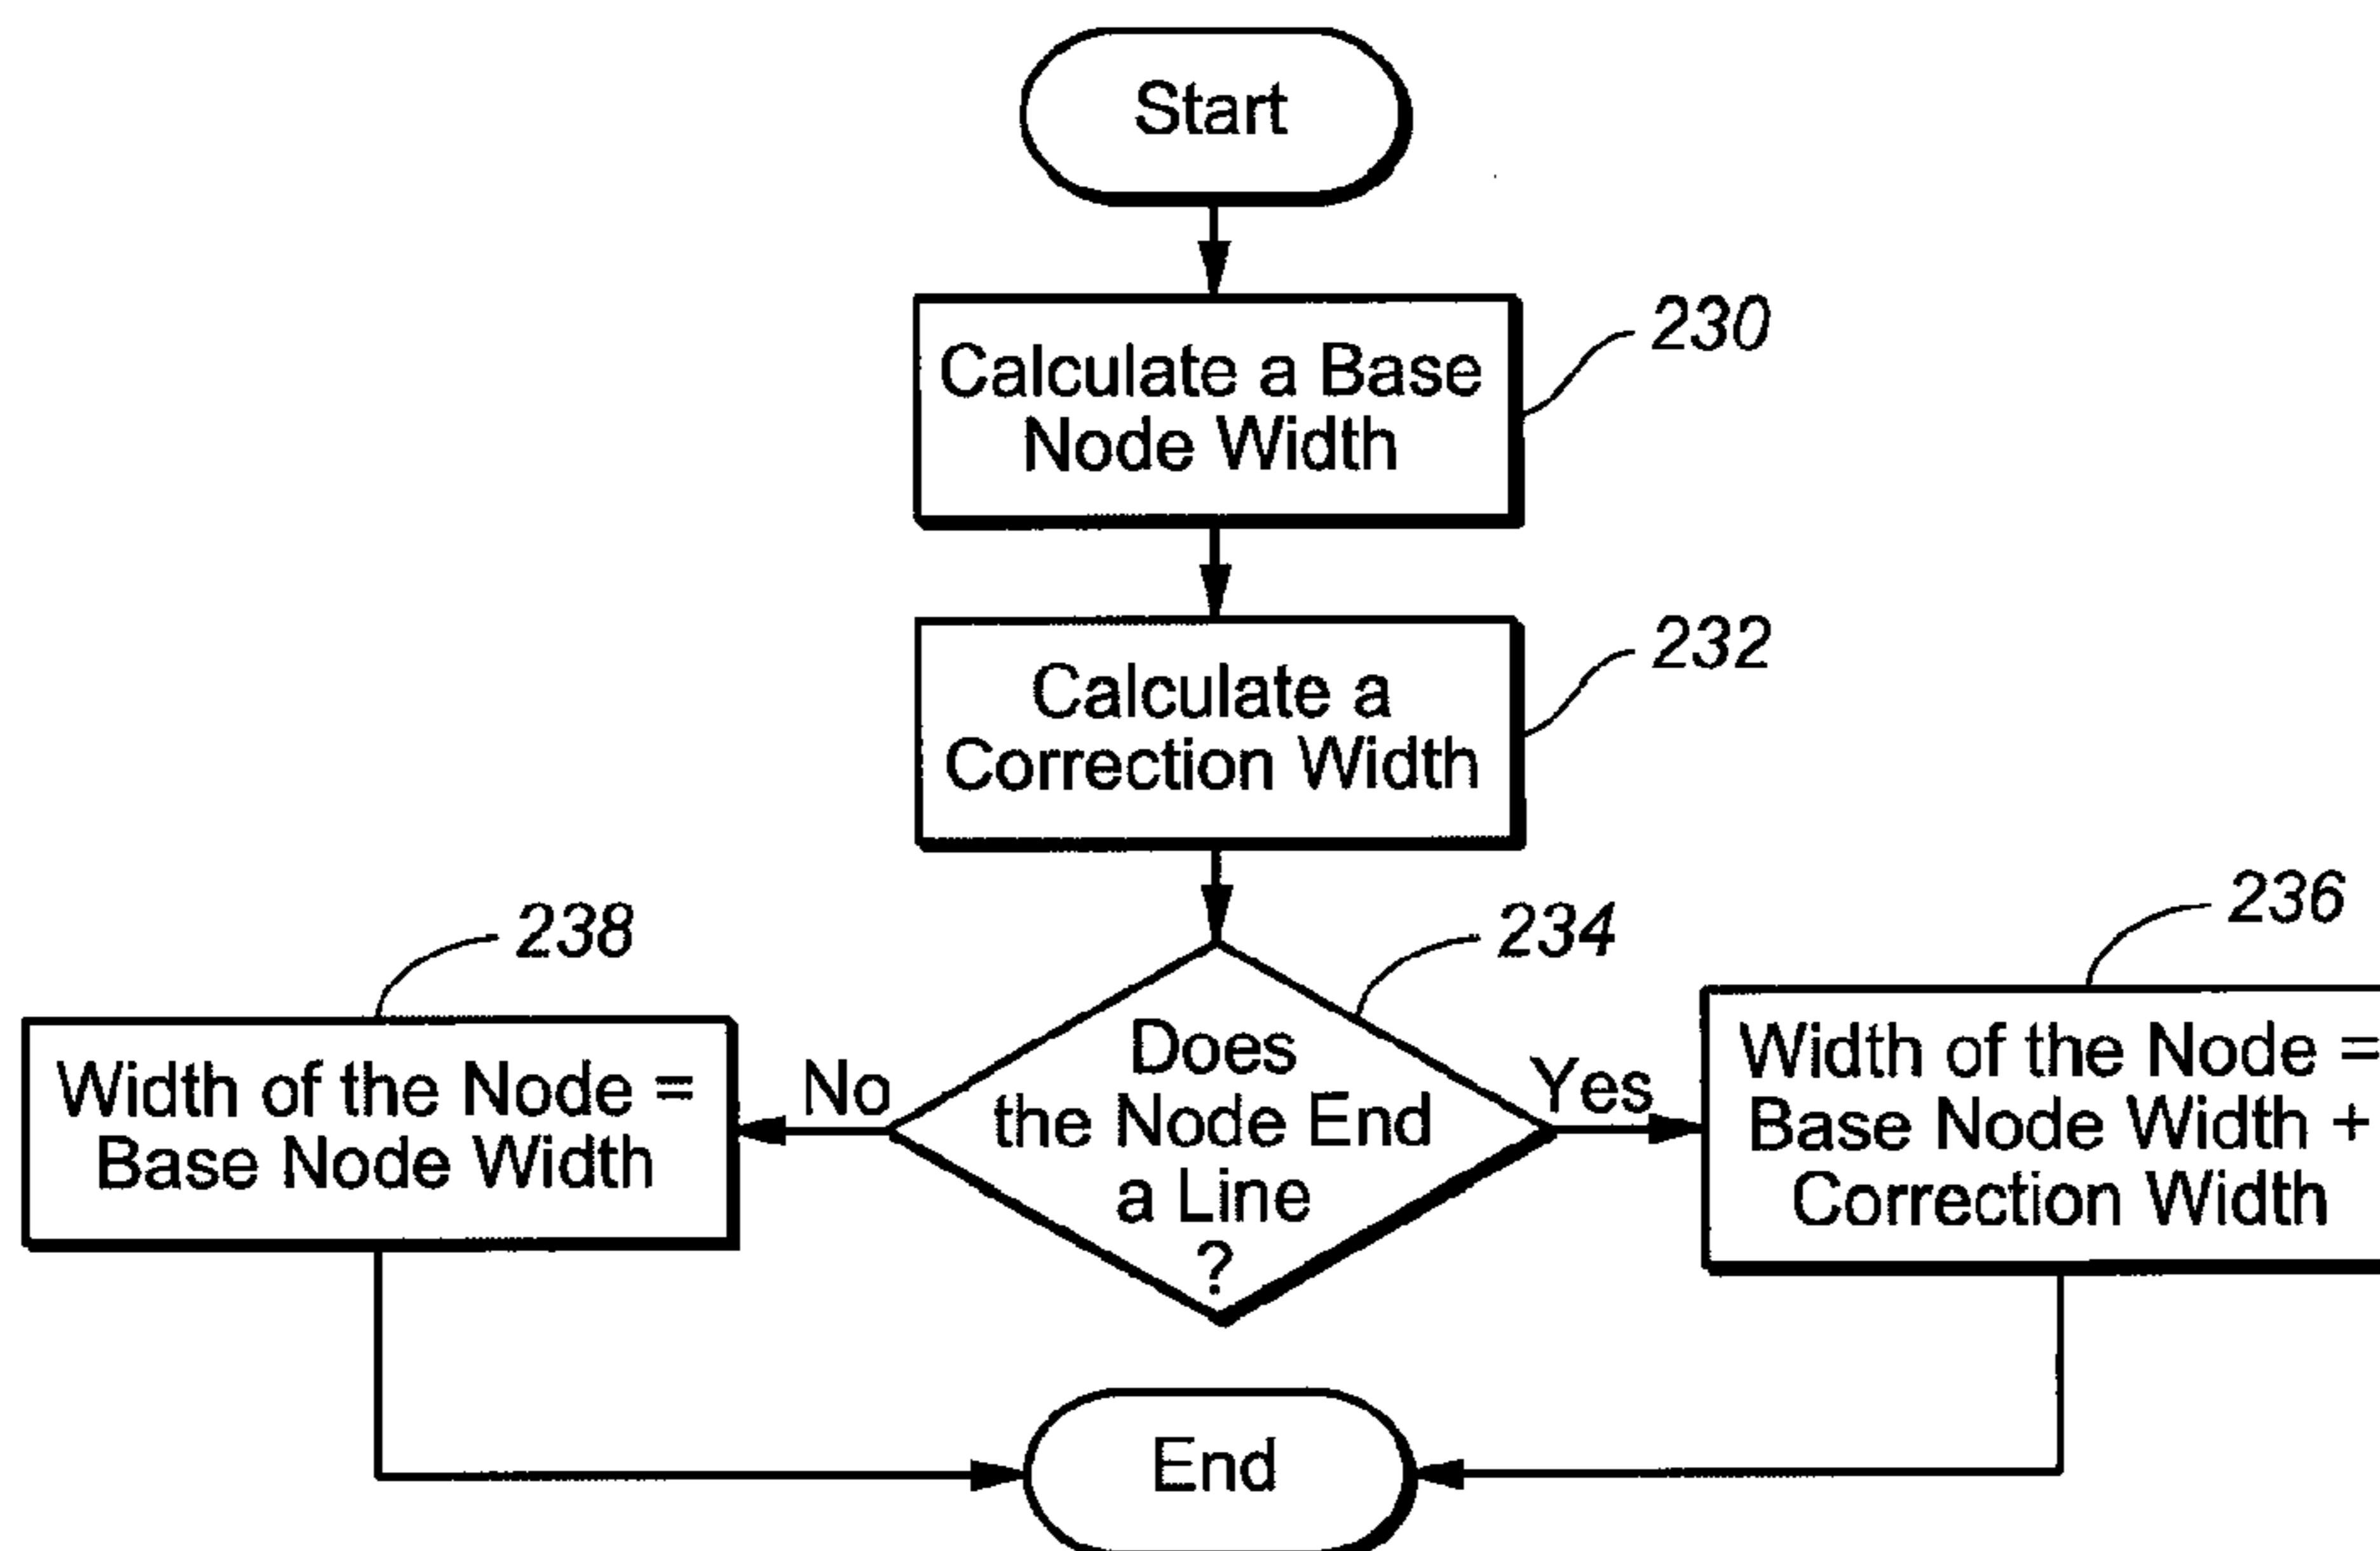 Start
Calculate a Base
Node Width
230
Calculate a
Correction Width
232
238
234
236
Width of the Node =
Base Node Width
No
Does
the Node End
a Line
?
Yes
Width of the Node =
Base Node Width +
Correction Width
End